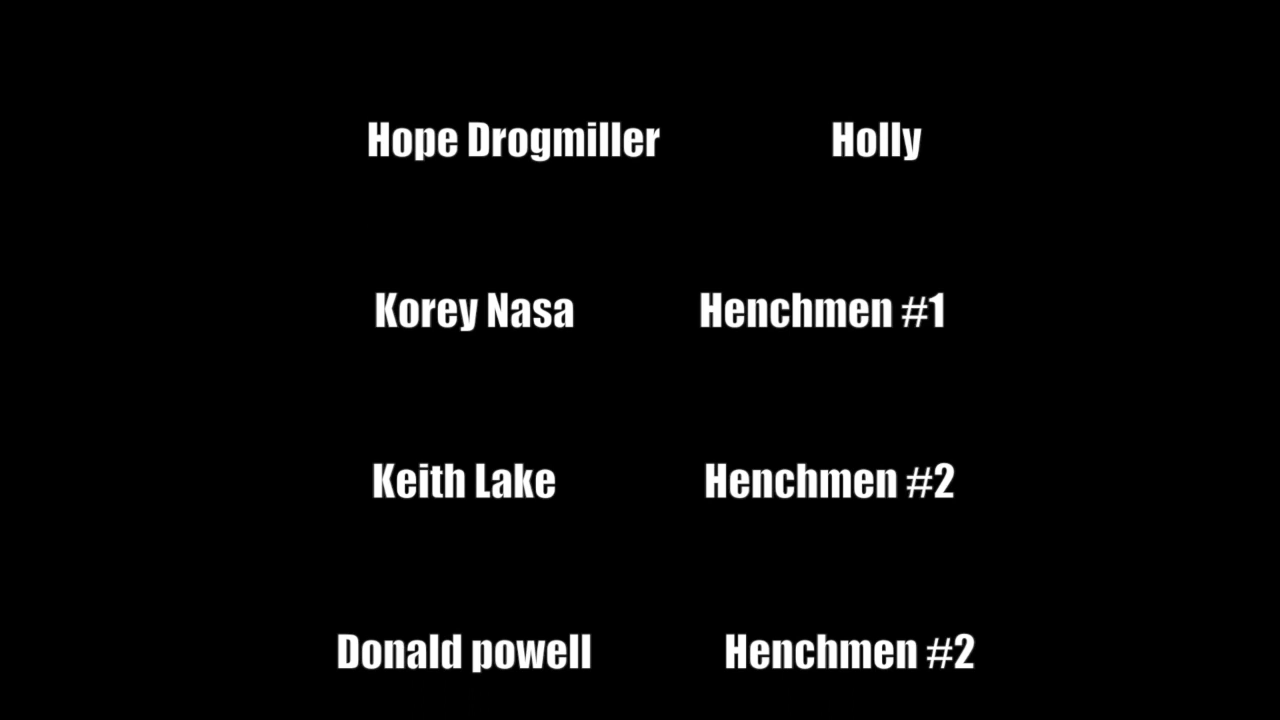 Hope Drogmiller Holly
Korey Nasa Henchmen #1
Keith Lake Henchmen #2
Donald powell Henchmen #2